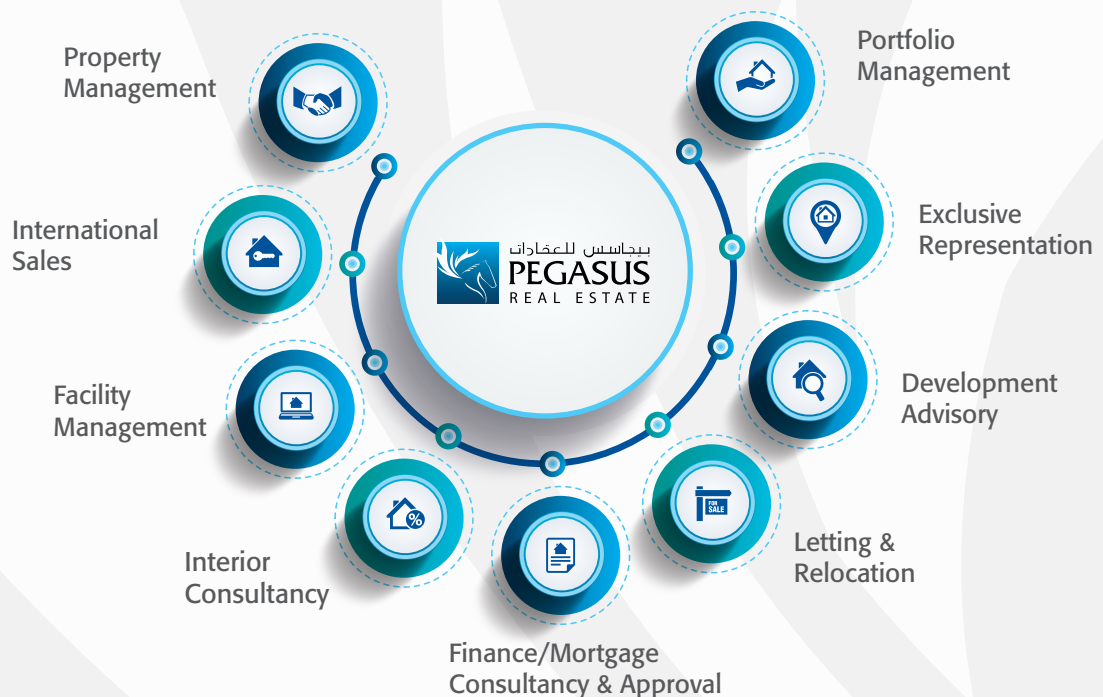 Property
Management
International
Sales
Facility
Management
Interior
Consultancy
%
Finance/Mortgage
Consultancy & Approval
FOR
SALE
Letting &
Relocation
Development
Advisory
Exclusive
Representation
Portfolio
Management
بيجاسس للعقارات
PEGASUS
REAL ESTATE